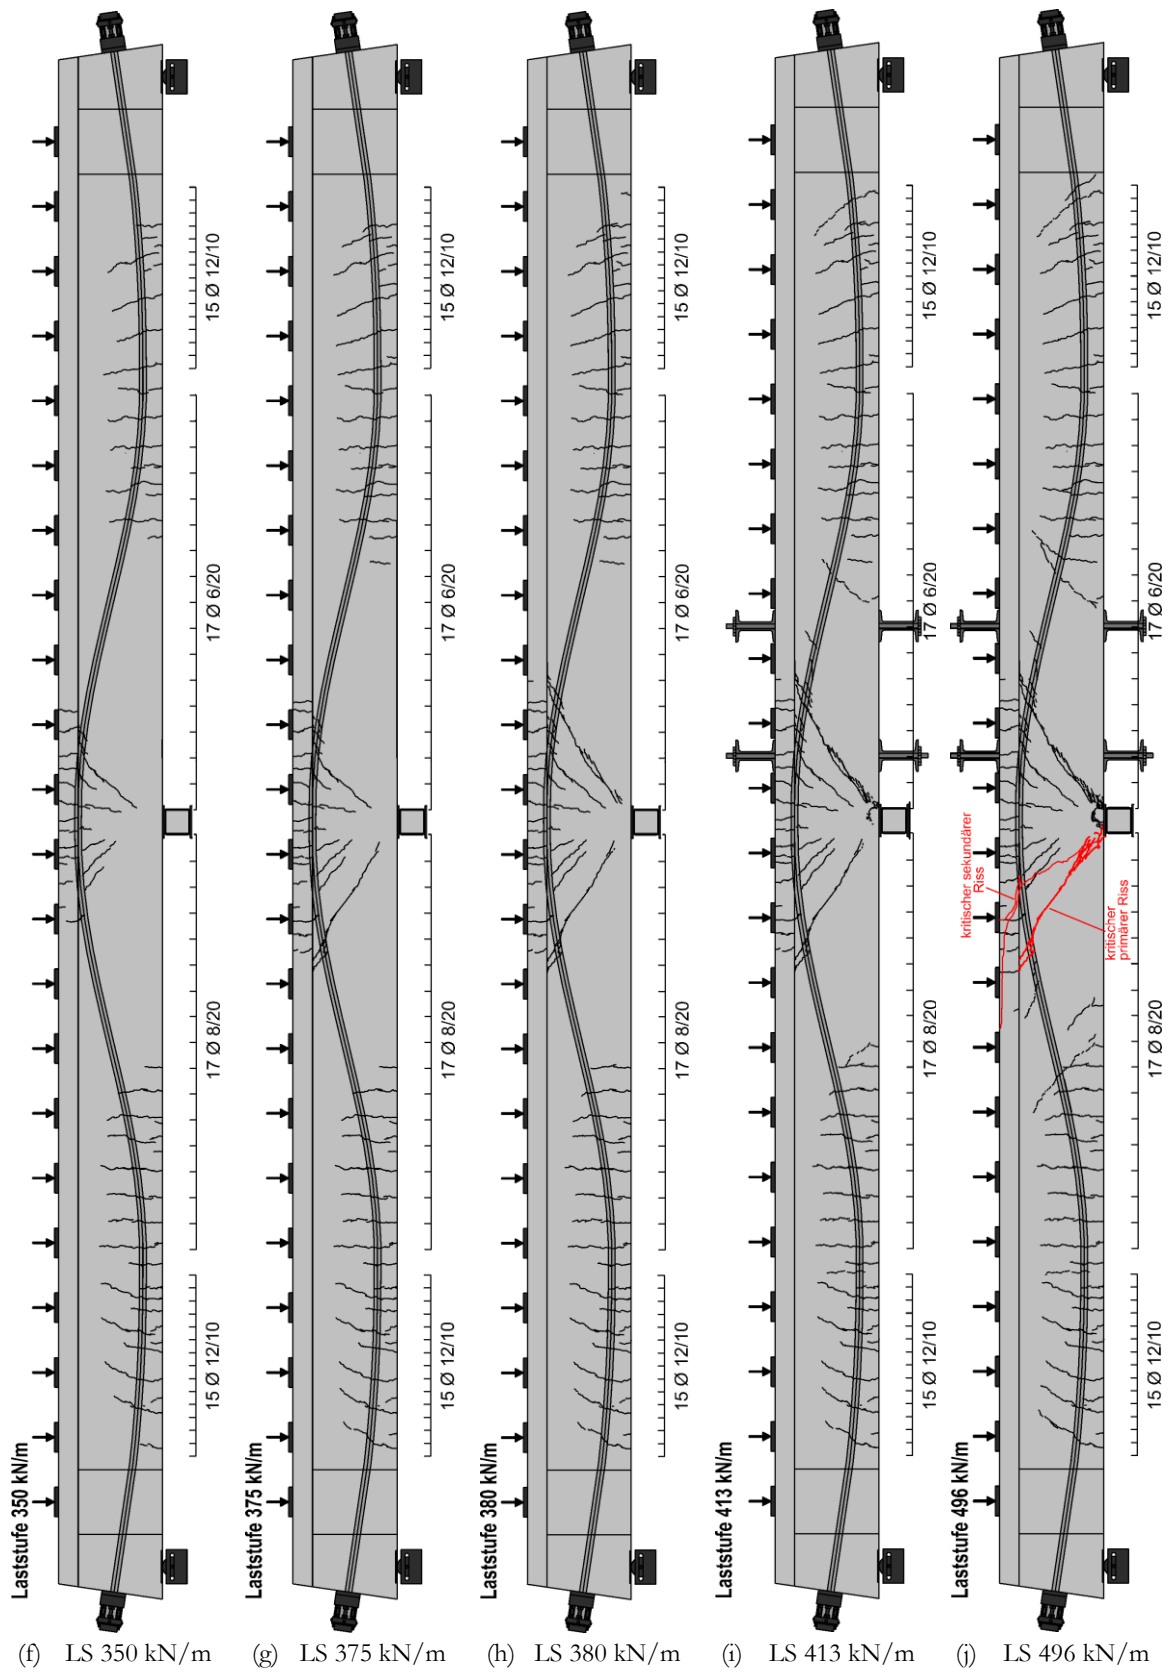 Laststufe 350 kN/m
15 Ø 12/10
17 Ø 8/20
17 Ø 6/20
15 Ø 12/10
(f) LS 350 kN/m
Laststufe 375 kN/m
15 Ø 12/10
17 Ø 8/20
17 Ø 6/20
15 Ø 12/10
(g) LS 375 kN/m
Laststufe 380 kN/m
15 Ø 12/10
17 Ø 8/20
17 Ø 6/20
15 Ø 12/10
(h) LS 380 kN/m
Laststufe 413 kN/m
15 Ø 12/10
17 Ø 8/20
17 Ø 6/20
15 Ø 12/10
(i) LS 413 kN/m
Laststufe 496 kN/m
kritischer sekundärer
Riss
kritischer
primärer Riss
15 Ø 12/10
17 Ø 8/20
17 Ø 6/20
15 Ø 12/10
(j) LS 496 kN/m